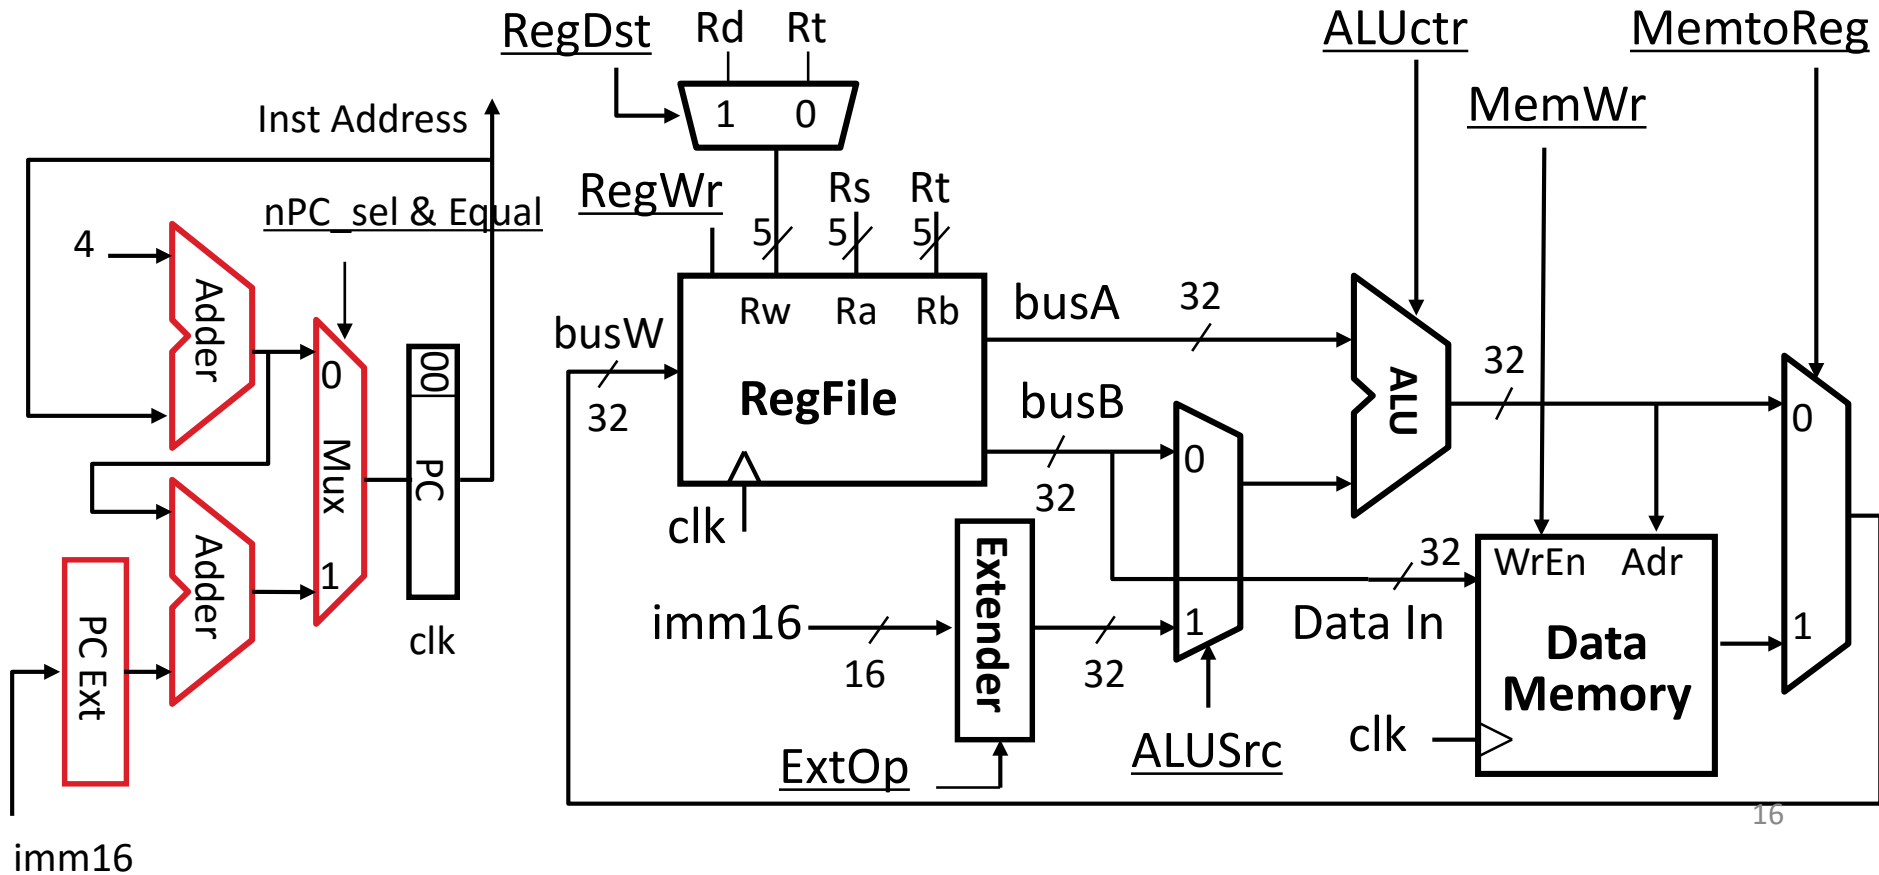 RegDst
Rd
Rt
ALUctr
MemtoReg
1
0
MemWr
Inst Address
RegWr
Rs
Rt
nPC_sel & Equal
4
5
5
5
Adder
busW
32
Rw
Ra
Rb
RegFile
clk
busA
32
busB
32
ALU
32
0
Mux
1
00
PC
clk
Adder
PC Ext
imm16
imm16
16
Extender
32
ExtOp
0
1
ALUSrc
32
Data In
WrEn
Adr
Data
Memory
clk
0
1
16